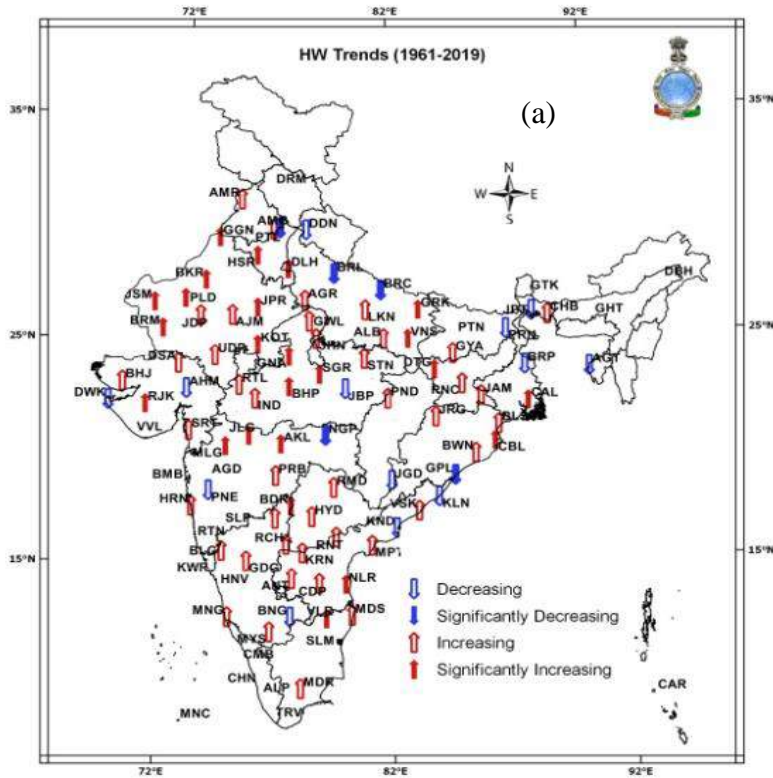 72°E 82°E 92°E
HW Trends (1961-2019)
35°N 35°N
(a)
N
W E
S
DRM
AMR
GGN AMB DDN
PTL
HSR DLH BRL
BKR BRC
GTK DBH
JSM PLD JPR AGR GRK CHB GHT
BRM JDP AJM GWL LKN PTN PRN
25°N 25°N
KOT ALB VNS GYA
DSA UDP GNA SGR STN DTG BRP AGT
BHJ
DWK AHM RTL BHP JBP PND RNC JAM CAL
RJK IND JRG
VVL SRT JLG AKL NGP BLS
MLG BWN CBL
BMB AGD PRB JGD GPL
HRN PNE RMD KLN
BDK VSK
SLP HYD KND
RTN RCH RNT
15°N BLG KRN MPT 15°N
KWR GDG
HNV ANT CDP NLR
MNG BNG VLR MDS
MYS SLM
CMB
CHN ALP MDR CAR
MNC TRV
Decreasing
Significantly Decreasing
Increasing
Significantly Increasing
72°E 82°E 92°E